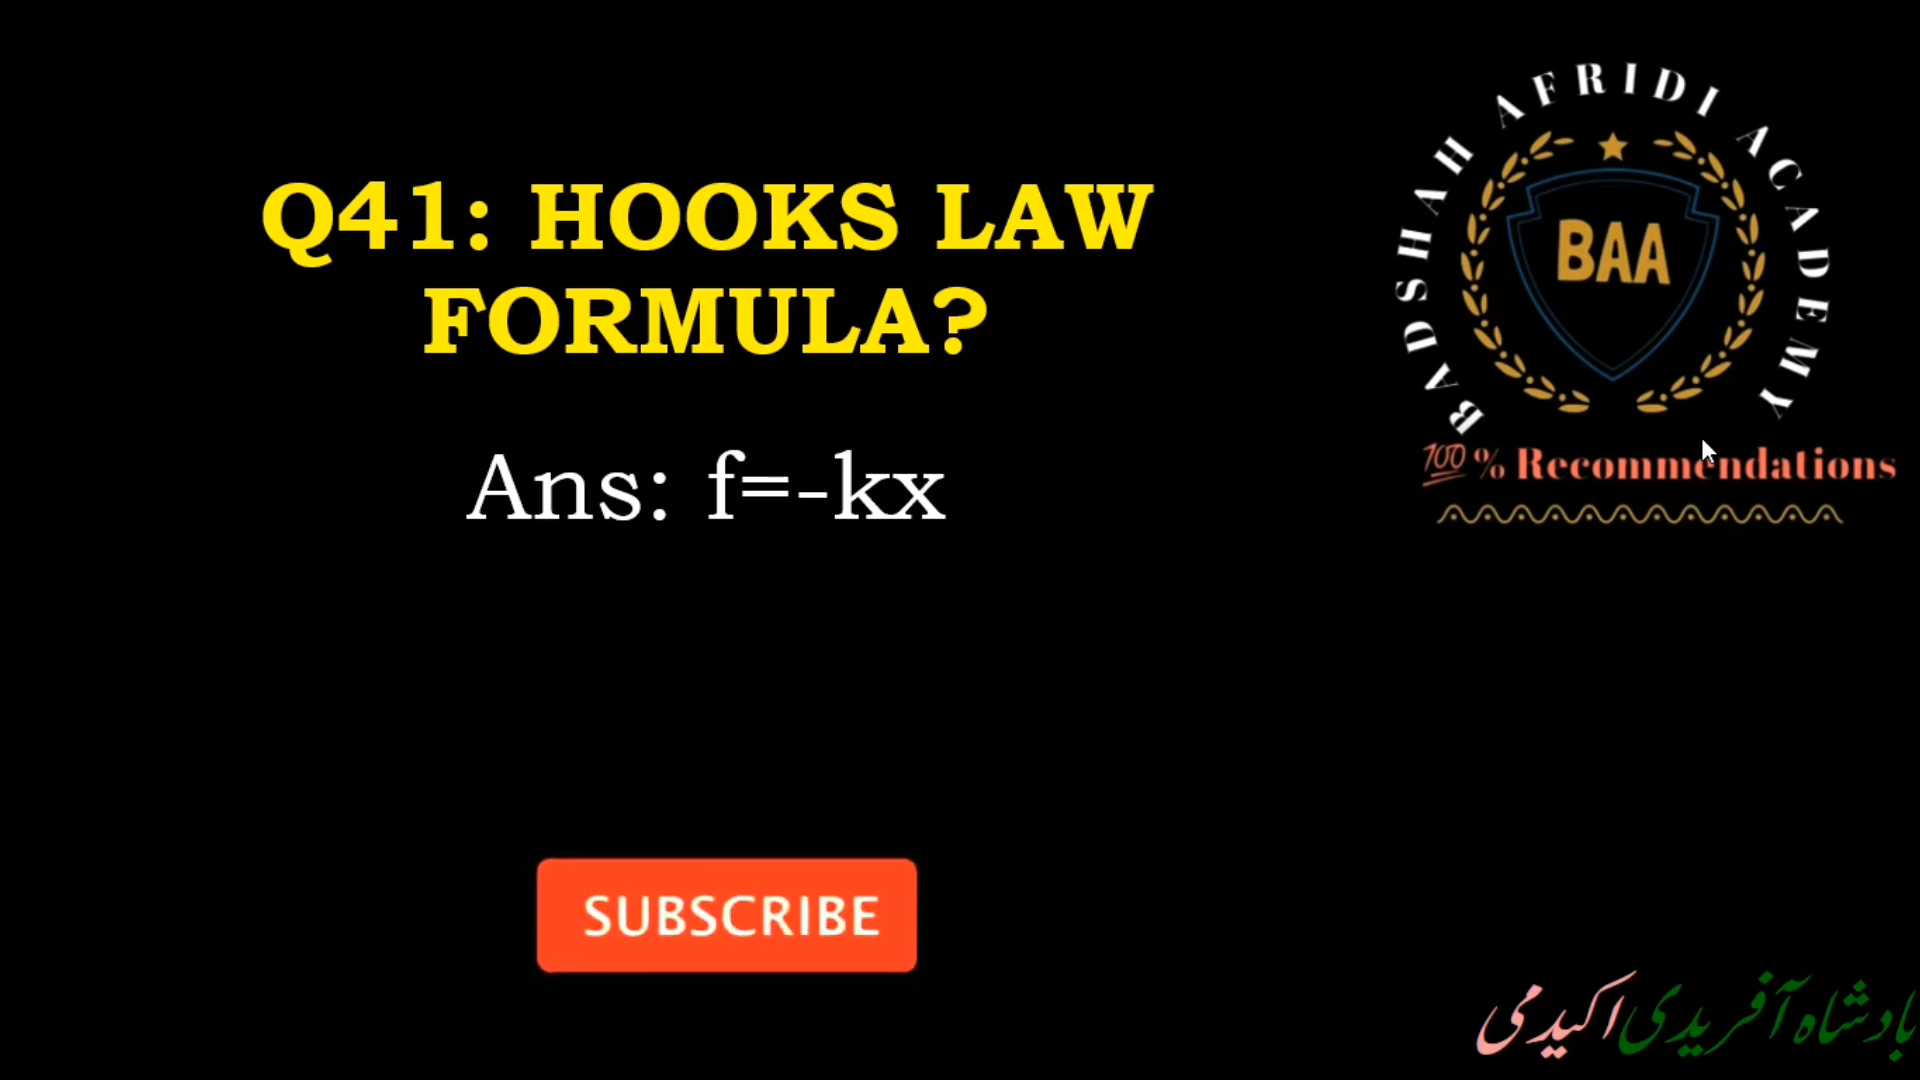 Q41: HOOKS LAW
FORMULA?
Ans: f=-kx
BADSHAH AFRIDI ACADEMY
BAA
100 % Recommendations
SUBSCRIBE
بادشاہ آفریدی اکیڈمی